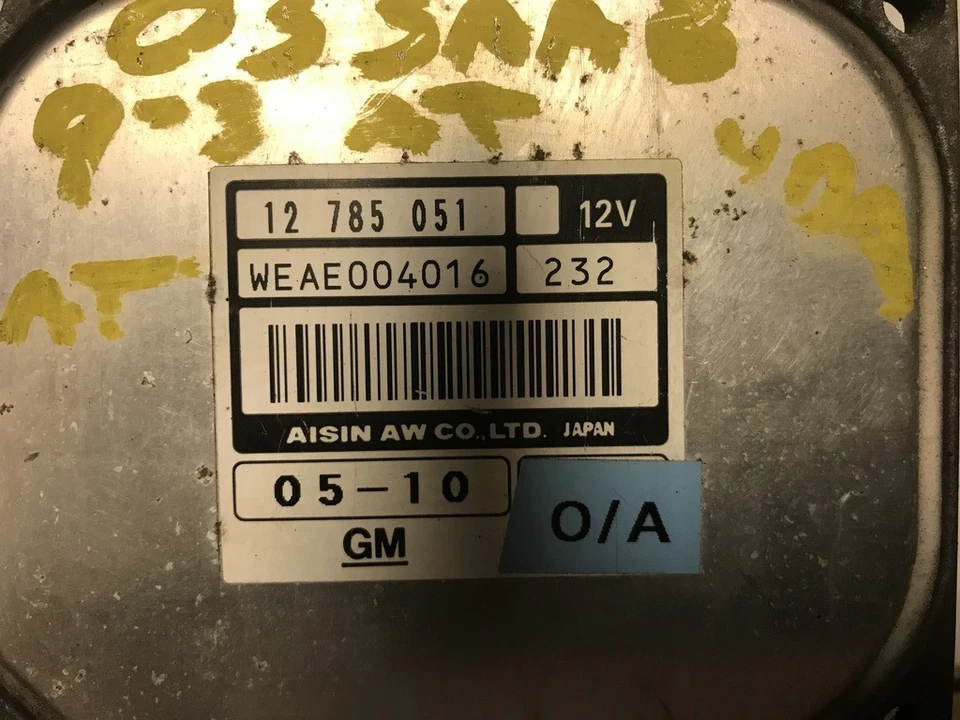 03 SAAB
9-3 AT
AT
12 785 051
12V
WEAE004016
232
AISIN AW CO.,LTD. JAPAN
05-10
O/A
GM